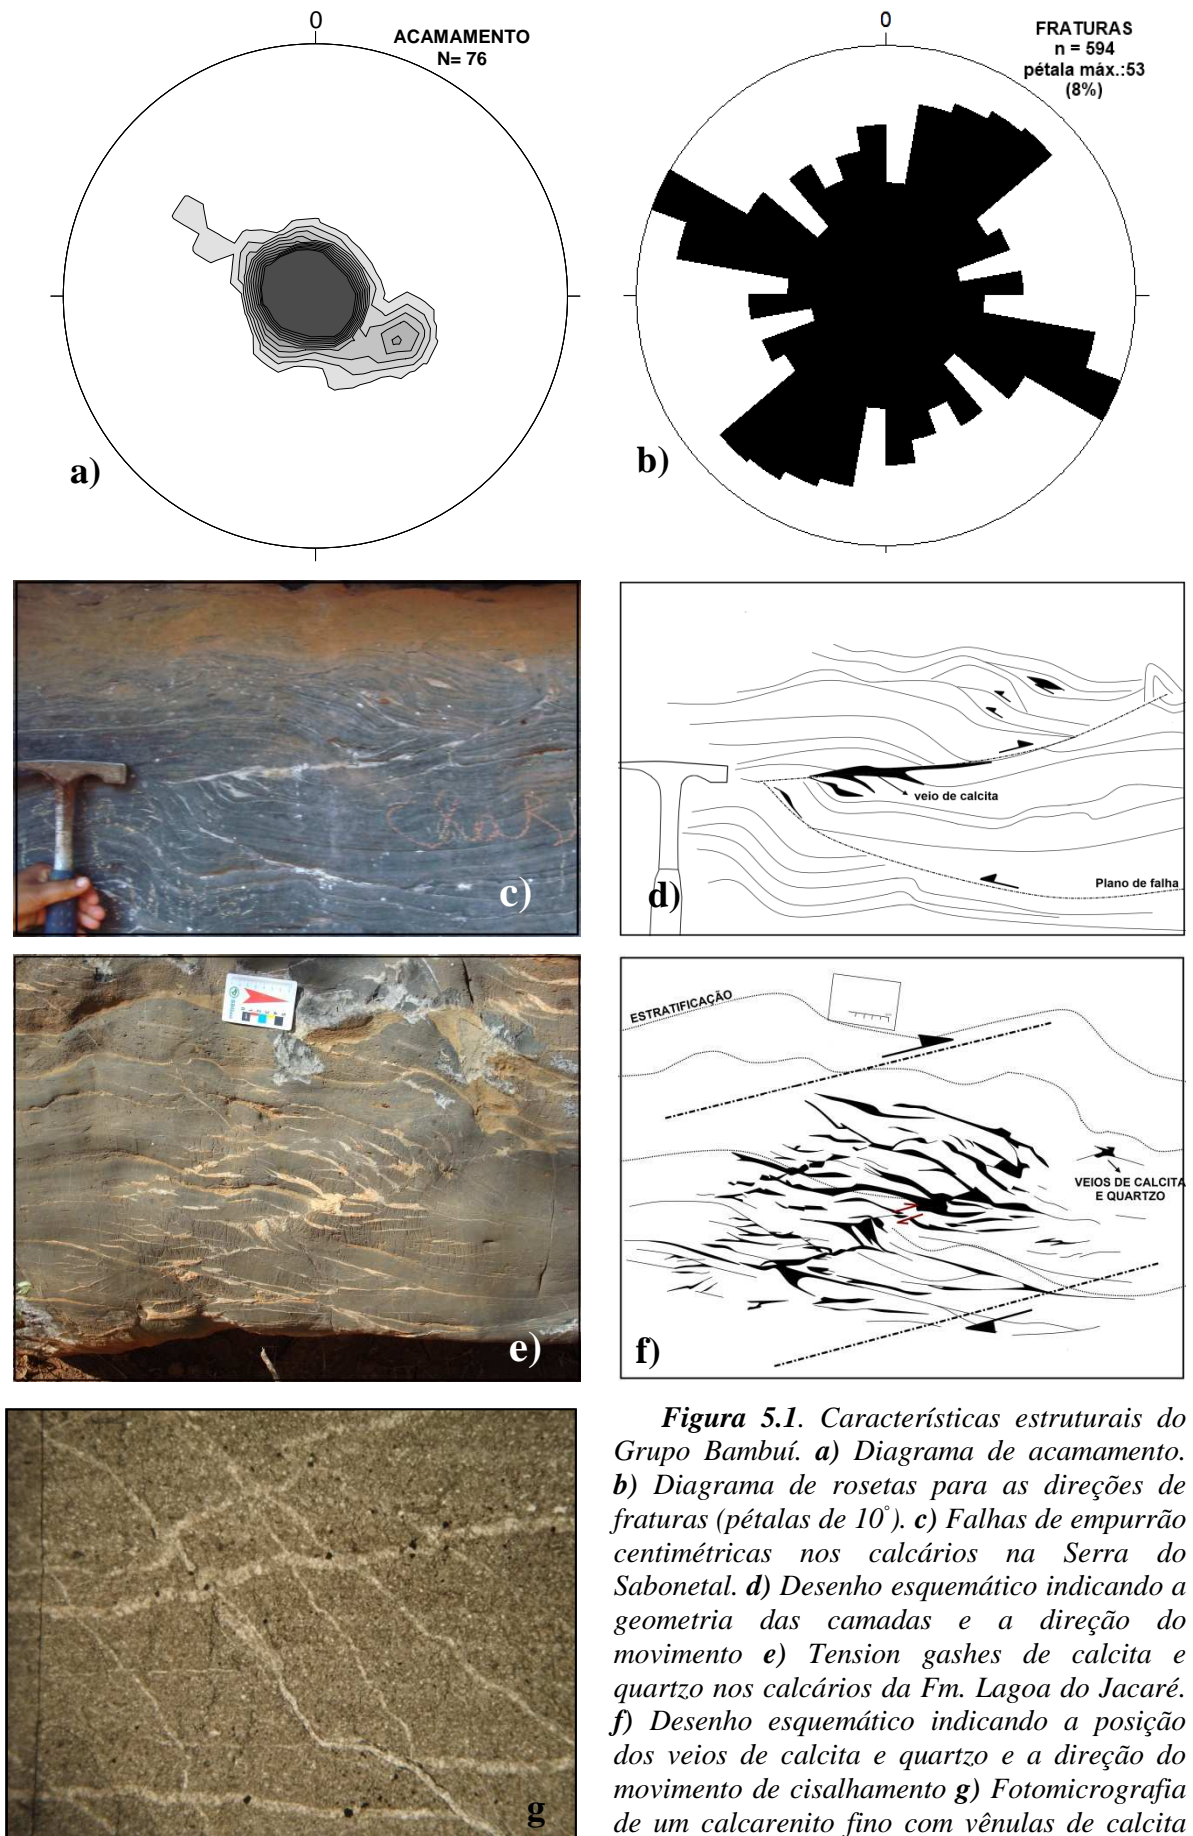 0
ACAMAMENTO
N= 76
a)
0
FRATURAS
n = 594
pétala máx.:53
(8%)
b)
c)
veio de calcita
Plano de falha
d)
e)
ESTRATIFICAÇÃO
VEIOS DE CALCITA
E QUARTZO
f)
g
Figura 5.1. Características estruturais do
Grupo Bambuí. a) Diagrama de acamamento.
b) Diagrama de rosetas para as direções de
fraturas (pétalas de 10°). c) Falhas de empurrão
centimétricas nos calcários na Serra do
Sabonetal. d) Desenho esquemático indicando a
geometria das camadas e a direção do
movimento e) Tension gashes de calcita e
quartzo nos calcários da Fm. Lagoa do Jacaré.
f) Desenho esquemático indicando a posição
dos veios de calcita e quartzo e a direção do
movimento de cisalhamento g) Fotomicrografia
de um calcarenito fino com vênulas de calcita